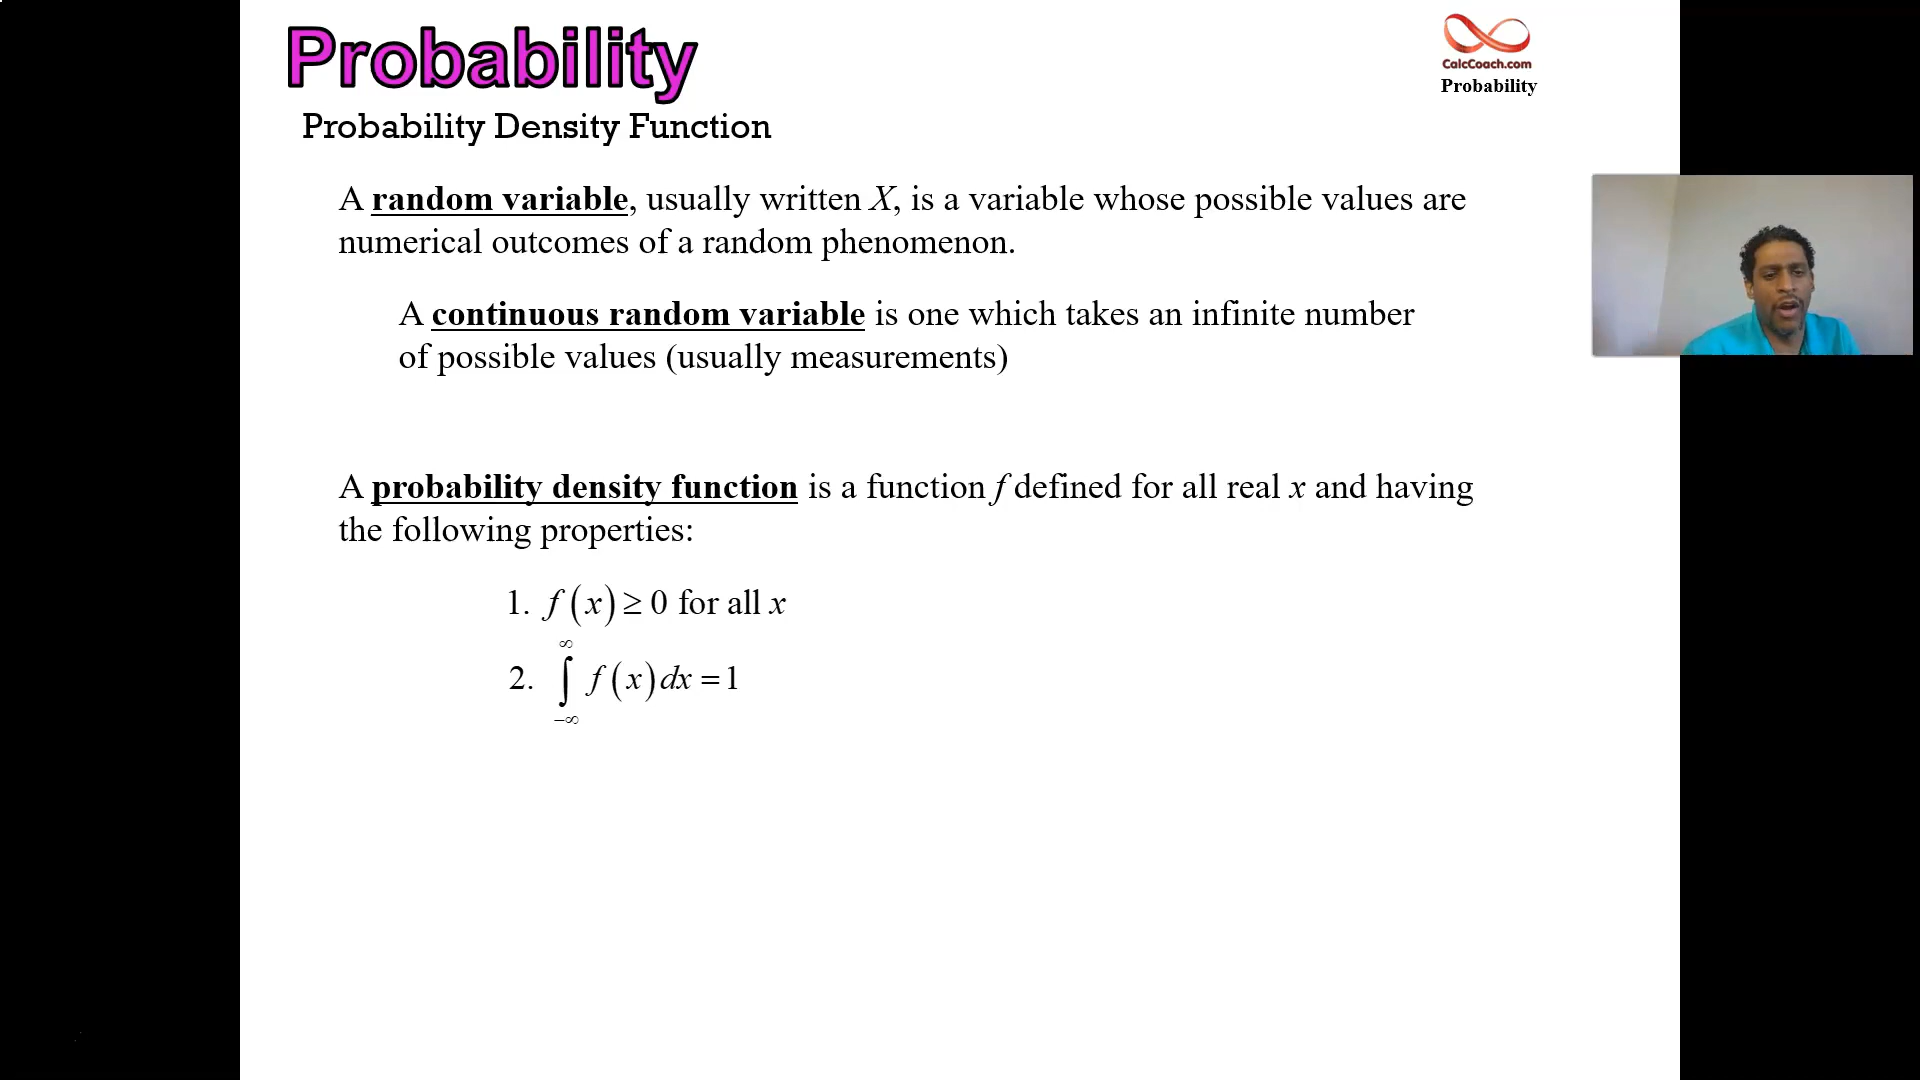 Probability
CalcCoach.com
Probability
Probability Density Function
A random variable, usually written X, is a variable whose possible values are
numerical outcomes of a random phenomenon.
A continuous random variable is one which takes an infinite number
of possible values (usually measurements)
A probability density function is a function f defined for all real x and having
the following properties:
1. f(x) ≥ 0 for all x
2. ∫_{-∞}^{∞} f(x)dx = 1